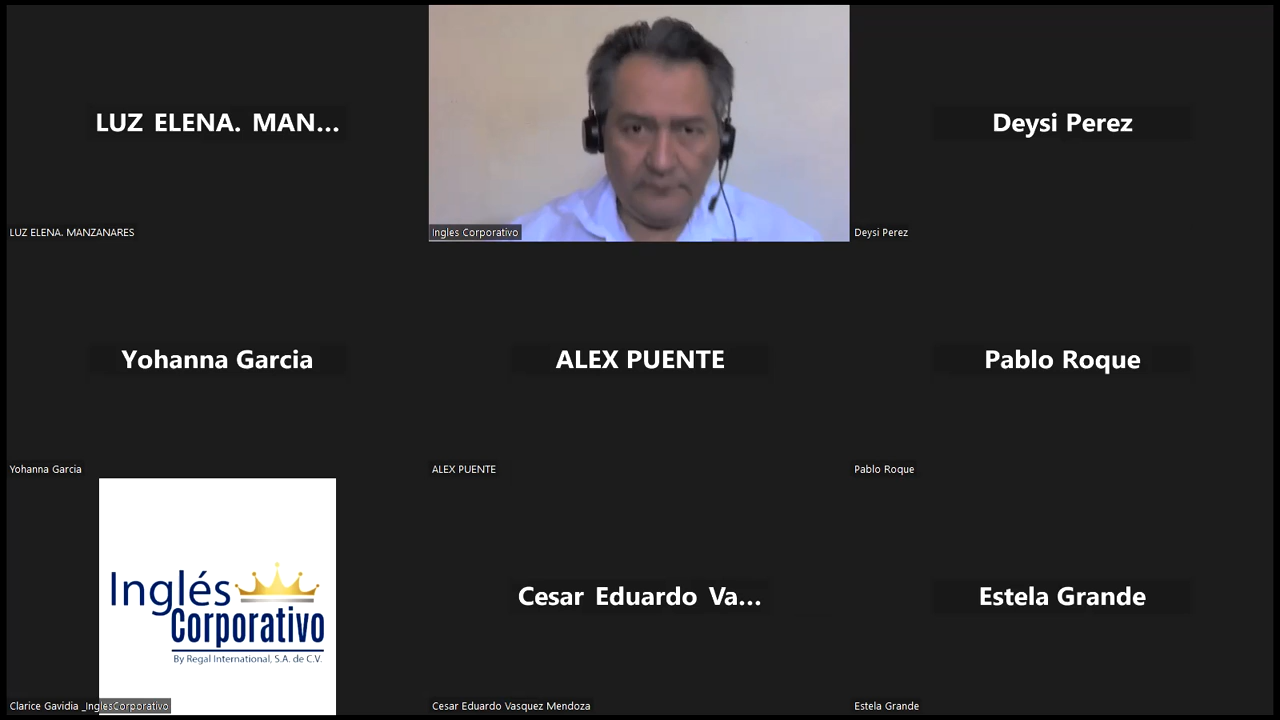 LUZ ELENA. MAN...
Deysi Perez
LUZ ELENA. MANZANARES
Ingles Corporativo
Deysi Perez
Yohanna Garcia
ALEX PUENTE
Pablo Roque
Yohanna Garcia
ALEX PUENTE
Pablo Roque
Inglés
Corporativo
By Regal International, S.A. de C.V.
Cesar Eduardo Va...
Estela Grande
Clarice Gavidia _InglesCorporativo
Cesar Eduardo Vasquez Mendoza
Estela Grande